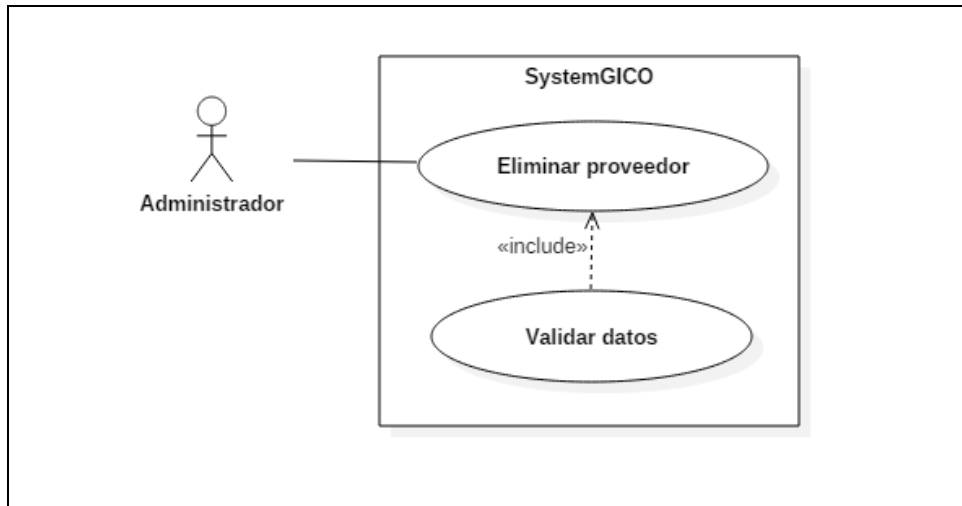 SystemGICO
Eliminar proveedor
Administrador
«include»
Validar datos